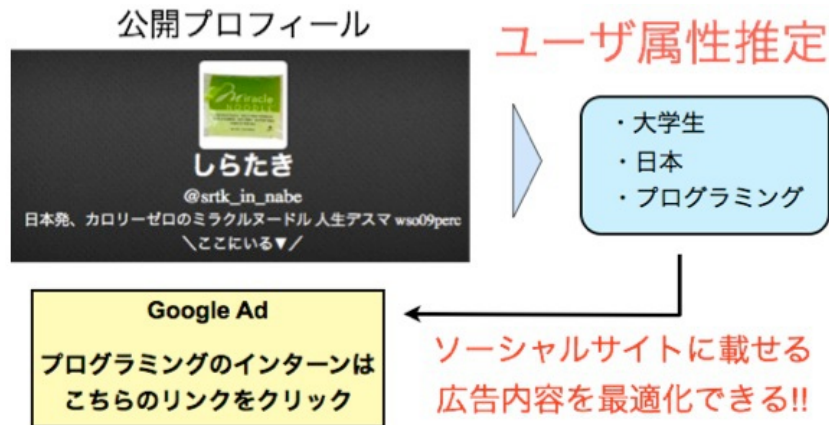 公開プロフィール
ユーザ属性推定
Miracle
NOODLE
しらたき
@srtk_in_nabe
日本発、カロリーゼロのミラクルヌードル 人生デスマ wso09perc
＼ここにいる▼／
・大学生
・日本
・プログラミング
Google Ad
プログラミングのインターンは
こちらのリンクをクリック
ソーシャルサイトに載せる
広告内容を最適化できる!!